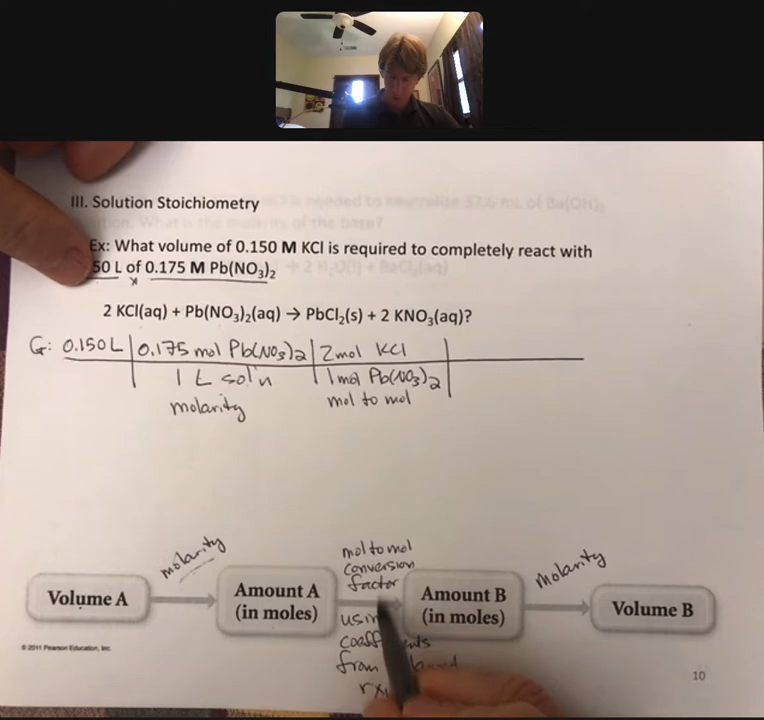 III. Solution Stoichiometry
Ex: What volume of 0.150 M KCl is required to completely react with
50 L of 0.175 M Pb(NO₃)₂
2 KCl(aq) + Pb(NO₃)₂(aq) → PbCl₂(s) + 2 KNO₃(aq)?
G: 0.150L | 0.175 mol Pb(NO₃)₂ | 2 mol KCl
1 L sol'n | 1 mol Pb(NO₃)₂
molarity mol to mol
molarity
mol to mol
conversion
factor
molarity
Volume A
Amount A
(in moles)
Amount B
(in moles)
Volume B
from
© 2011 Pearson Education, Inc.
10